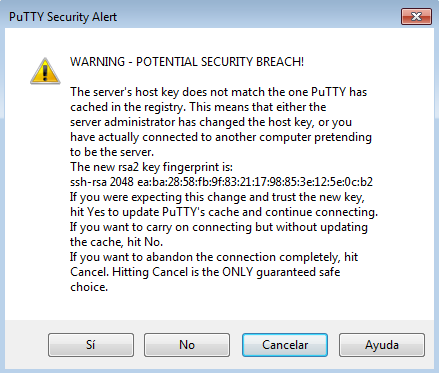 PuTTY Security Alert
WARNING - POTENTIAL SECURITY BREACH!
The server's host key does not match the one PuTTY has
cached in the registry. This means that either the
server administrator has changed the host key, or you
have actually connected to another computer pretending
to be the server.
The new rsa2 key fingerprint is:
ssh-rsa 2048 ea:ba:28:58:fb:9f:83:21:17:98:85:3e:12:5e:0c:b2
If you were expecting this change and trust the new key,
hit Yes to update PuTTY's cache and continue connecting.
If you want to carry on connecting but without updating
the cache, hit No.
If you want to abandon the connection completely, hit
Cancel. Hitting Cancel is the ONLY guaranteed safe
choice.
Sí
No
Cancelar
Ayuda